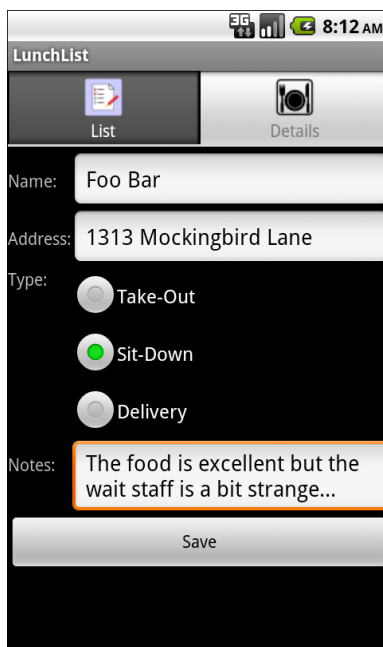 3G 8:12 AM
LunchList
List Details
Name: Foo Bar
Address: 1313 Mockingbird Lane
Type: Take-Out
Sit-Down
Delivery
Notes: The food is excellent but the
wait staff is a bit strange...
Save